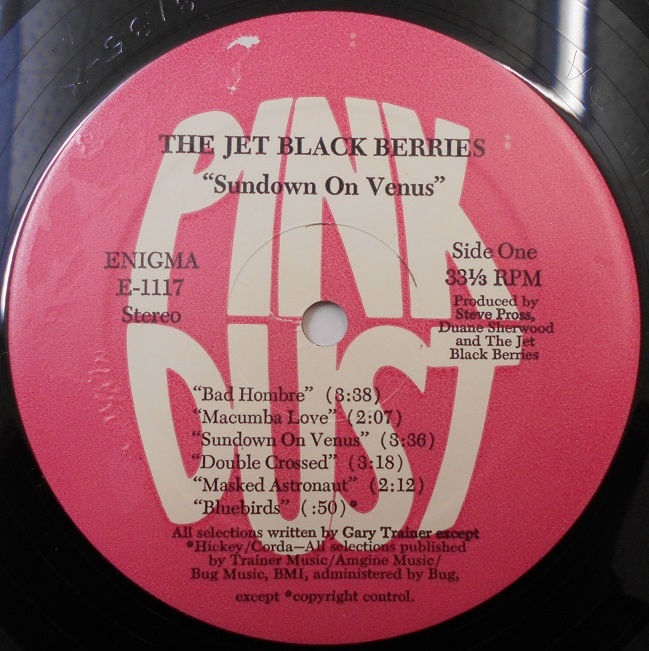 PINK
DUST
THE JET BLACK BERRIES
"Sundown On Venus"
ENIGMA
E-1117
Stereo
Side One
33⅓ RPM
Produced by
Steve Pross,
Duane Sherwood
and The Jet
Black Berries
"Bad Hombre" (3:38)
"Macumba Love" (2:07)
"Sundown On Venus" (3:36)
"Double Crossed" (3:18)
"Masked Astronaut" (2:12)
"Bluebirds" (:50)*
All selections written by Gary Trainer except
*Hickey/Corda—All selections published
by Trainer Music/Amgine Music/
Bug Music, BMI, administered by Bug,
except *copyright control.